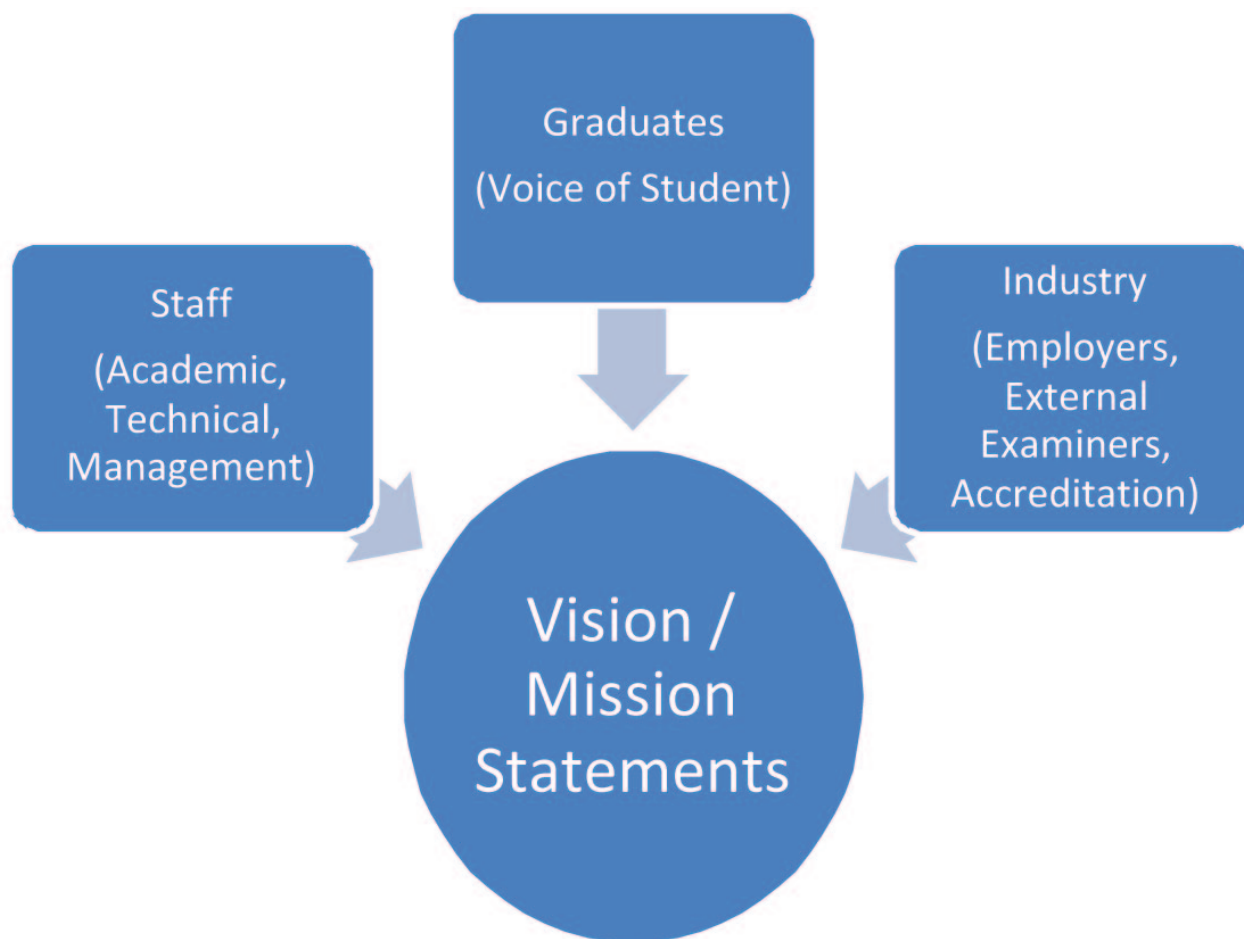 Graduates
(Voice of Student)
Staff
(Academic,
Technical,
Management)
Industry
(Employers,
External
Examiners,
Accreditation)
Vision /
Mission
Statements